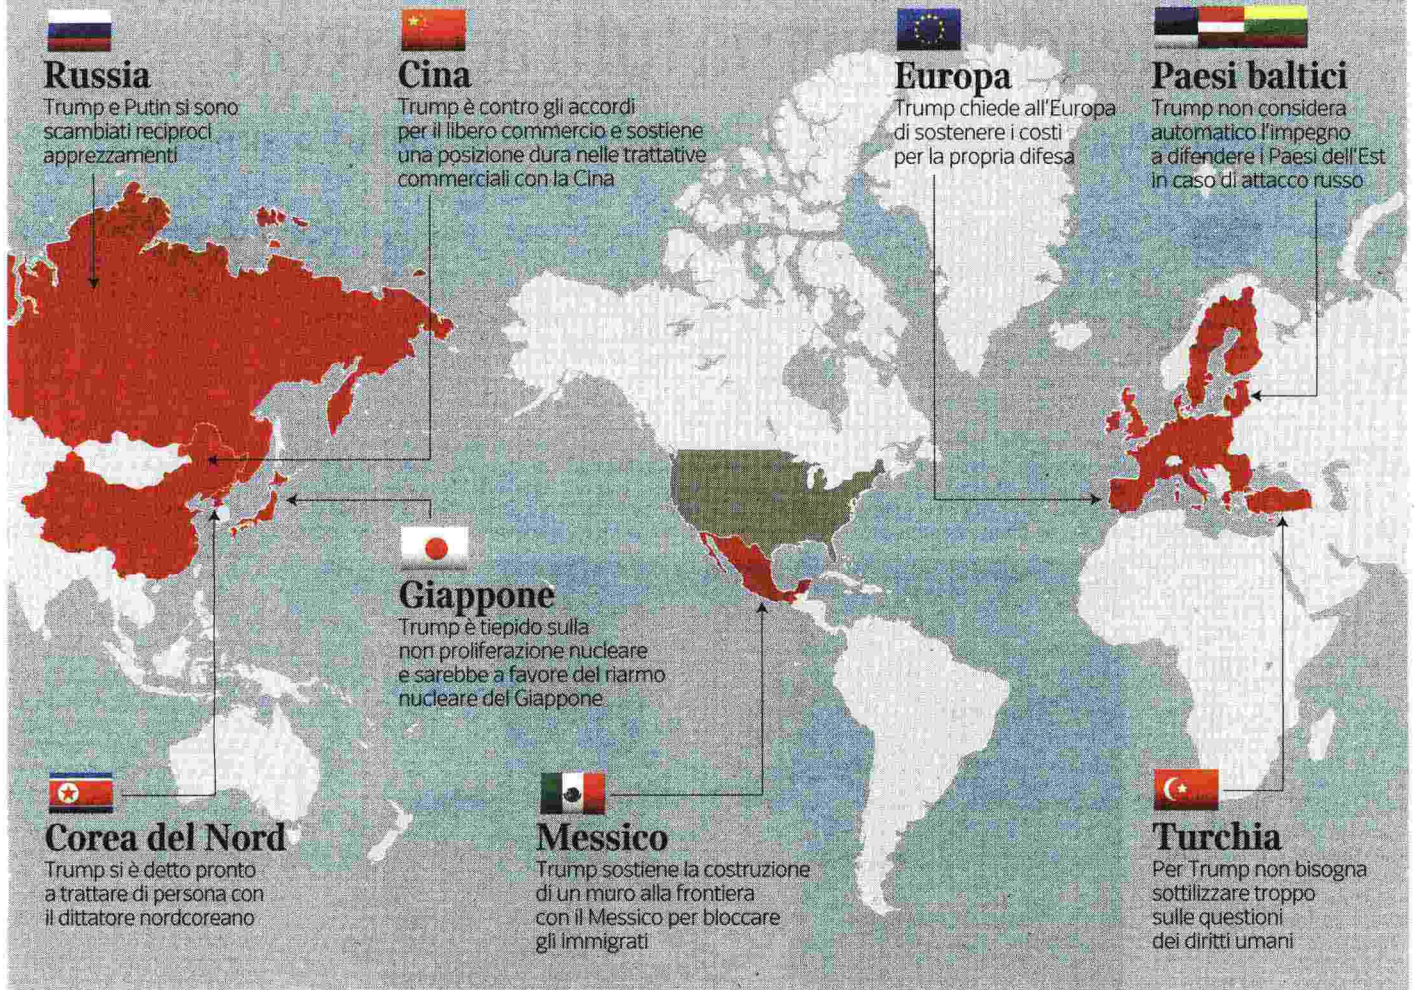 Russia
Trump e Putin si sono
scambiati reciproci
apprezzamenti
Cina
Trump è contro gli accordi
per il libero commercio e sostiene
una posizione dura nelle trattative
commerciali con la Cina
Europa
Trump chiede all'Europa
di sostenere i costi
per la propria difesa
Paesi baltici
Trump non considera
automatico l'impegno
a difendere i Paesi dell'Est
in caso di attacco russo
Giappone
Trump è tiepido sulla
non proliferazione nucleare
e sarebbe a favore del riarmo
nucleare del Giappone
Corea del Nord
Trump si è detto pronto
a trattare di persona con
il dittatore nordcoreano
Messico
Trump sostiene la costruzione
di un muro alla frontiera
con il Messico per bloccare
gli immigrati
Turchia
Per Trump non bisogna
sottilizzare troppo
sulle questioni
dei diritti umani